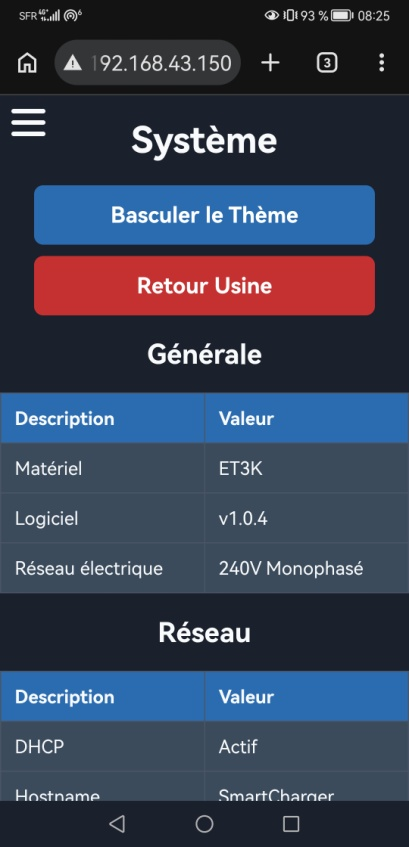 SFR 4G+ 6 93 % 08:25
192.168.43.150 3
Système
Basculer le Thème
Retour Usine
Générale
Description Valeur
Matériel ET3K
Logiciel v1.0.4
Réseau électrique 240V Monophasé
Réseau
Description Valeur
DHCP Actif
Hostname SmartCharger